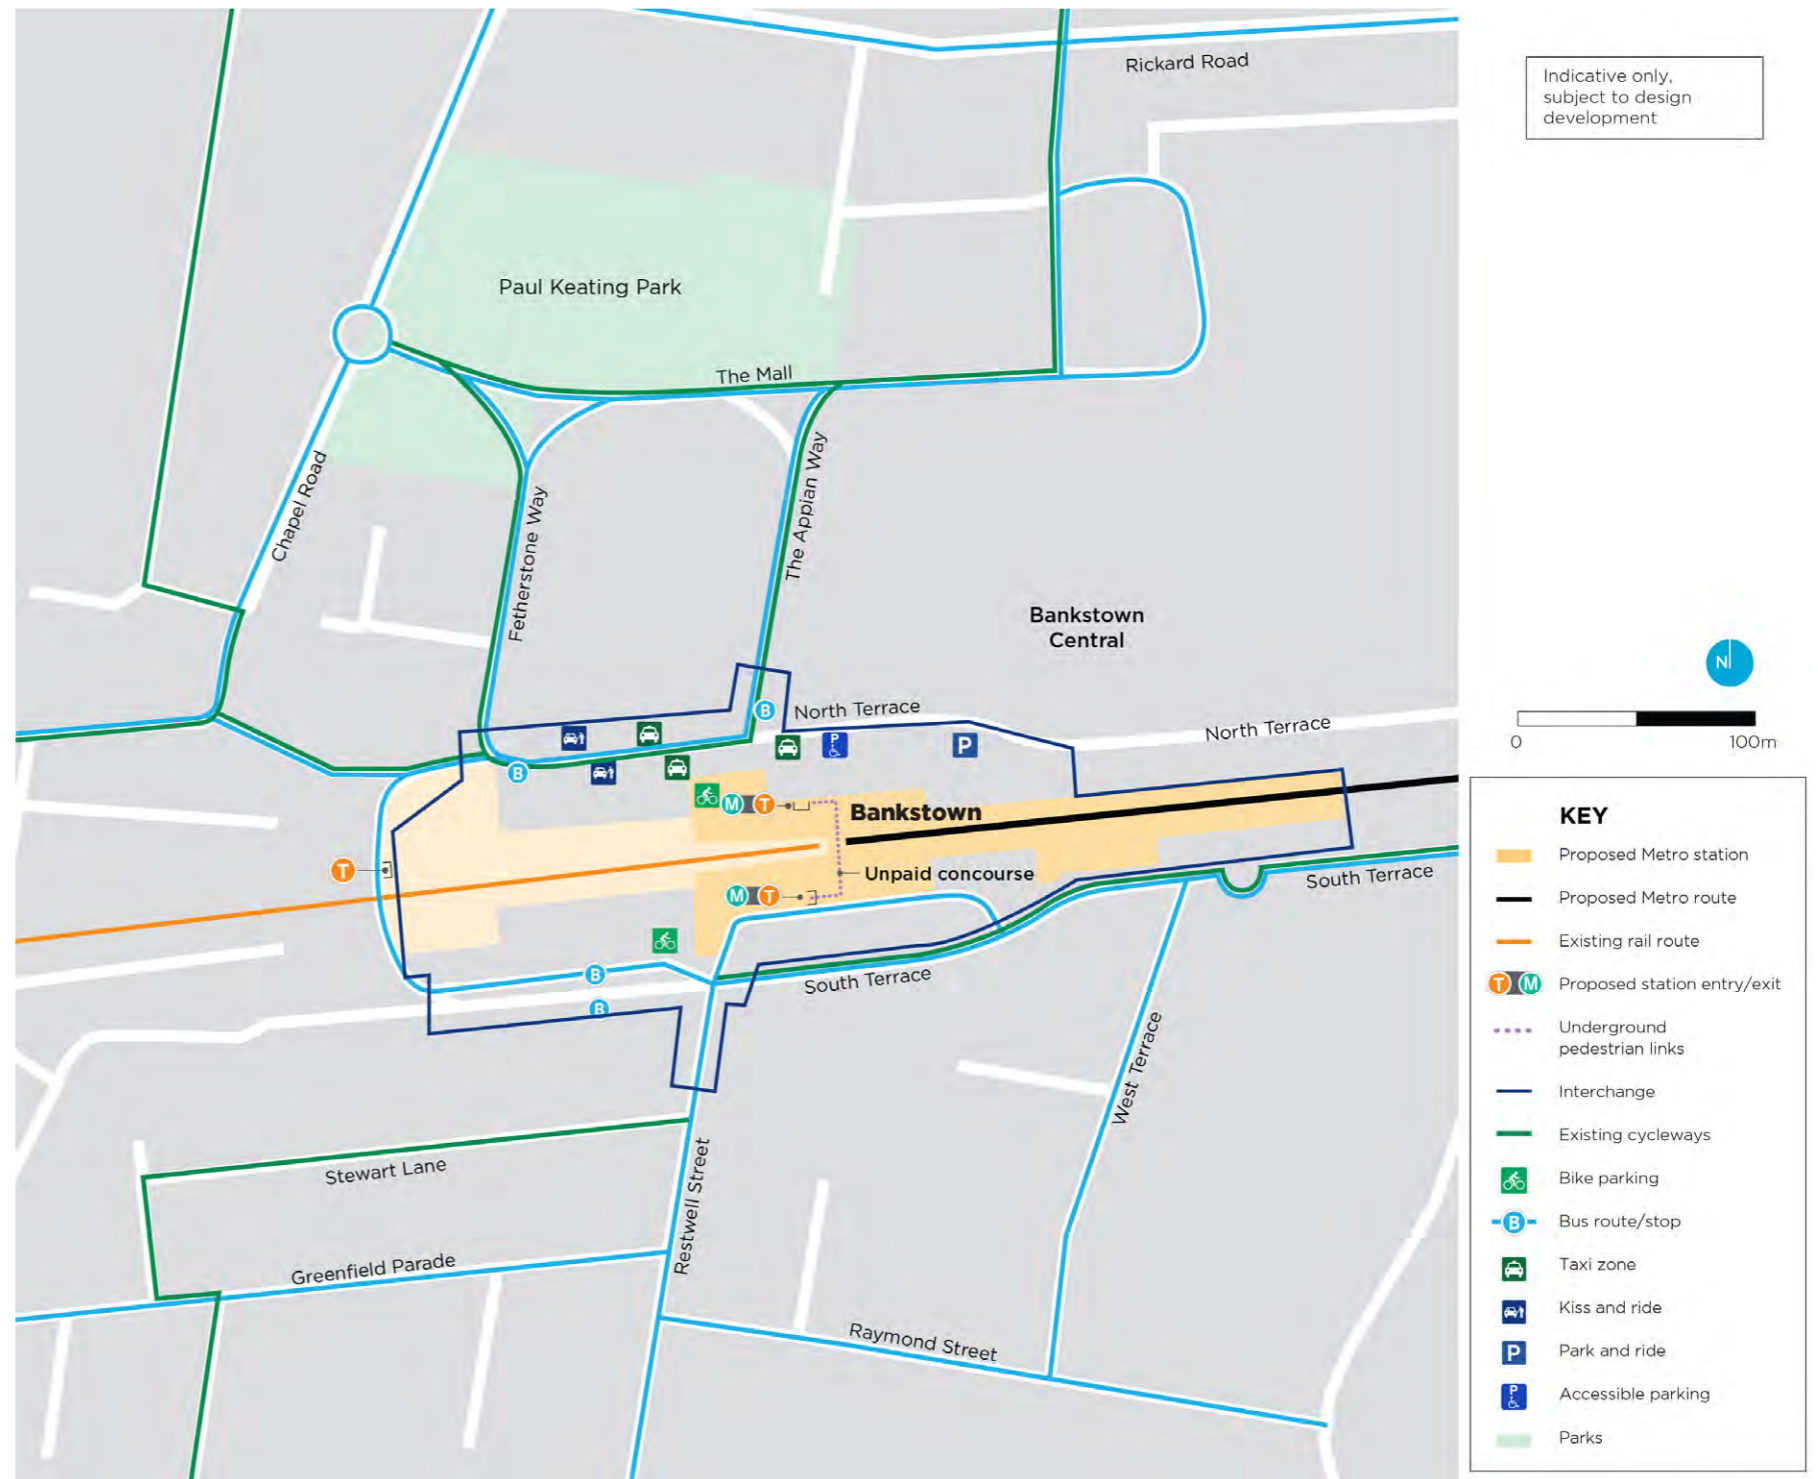 Rickard Road
Indicative only,
subject to design
development
Paul Keating Park
The Mall
Chapel Road
Fetherstone Way
The Appian Way
Bankstown
Central
N
North Terrace
North Terrace
0
100m
B
P
P
B
M
T
Bankstown
T
Unpaid concourse
M
T
South Terrace
B
South Terrace
B
West Terrace
Stewart Lane
Restwell Street
Greenfield Parade
Raymond Street
KEY
Proposed Metro station
Proposed Metro route
Existing rail route
T
M
Proposed station entry/exit
Underground
pedestrian links
Interchange
Existing cycleways
Bike parking
B
Bus route/stop
Taxi zone
Kiss and ride
P
Park and ride
P
Accessible parking
Parks